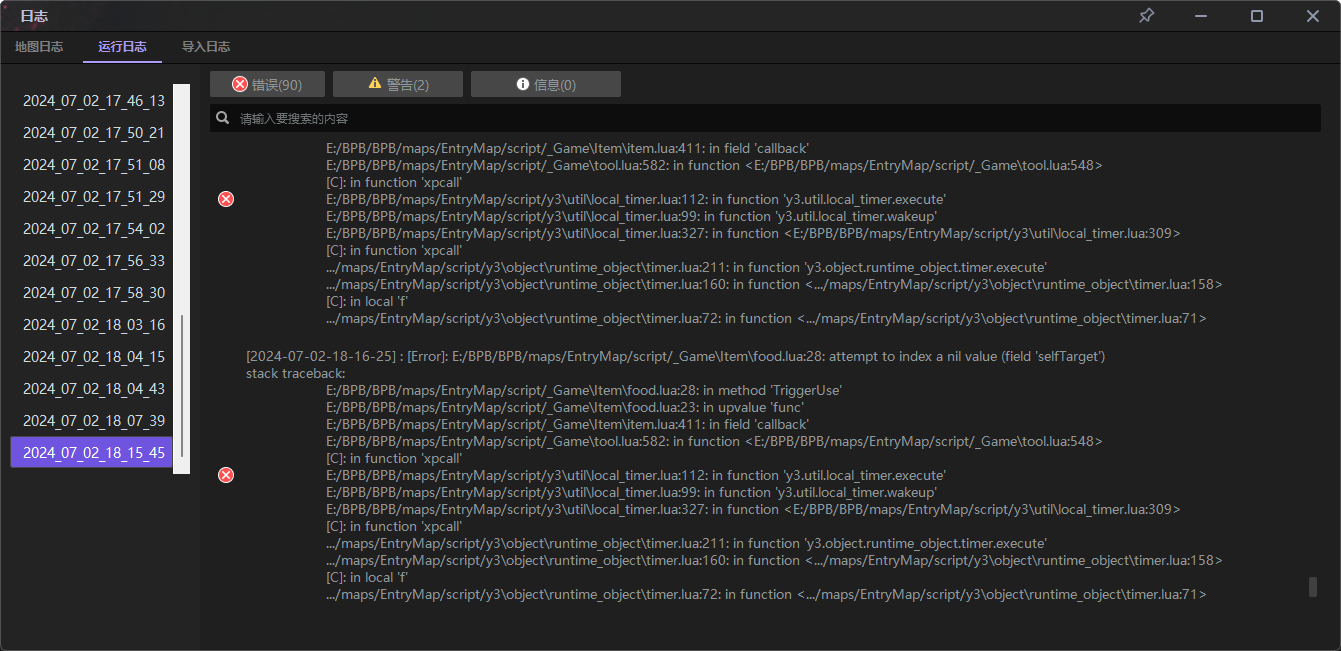 日志
地图日志
运行日志
导入日志
2024_07_02_17_46_13
2024_07_02_17_50_21
2024_07_02_17_51_08
2024_07_02_17_51_29
2024_07_02_17_54_02
2024_07_02_17_56_33
2024_07_02_17_58_30
2024_07_02_18_03_16
2024_07_02_18_04_15
2024_07_02_18_04_43
2024_07_02_18_07_39
2024_07_02_18_15_45
错误(90)
警告(2)
信息(0)
请输入要搜索的内容
E:/BPB/BPB/maps/EntryMap/script/_Game\Item\item.lua:411: in field 'callback'
E:/BPB/BPB/maps/EntryMap/script/_Game\tool.lua:582: in function <E:/BPB/BPB/maps/EntryMap/script/_Game\tool.lua:548>
[C]: in function 'xpcall'
E:/BPB/BPB/maps/EntryMap/script/y3\util\local_timer.lua:112: in function 'y3.util.local_timer.execute'
E:/BPB/BPB/maps/EntryMap/script/y3\util\local_timer.lua:99: in function 'y3.util.local_timer.wakeup'
E:/BPB/BPB/maps/EntryMap/script/y3\util\local_timer.lua:327: in function <E:/BPB/BPB/maps/EntryMap/script/y3\util\local_timer.lua:309>
[C]: in function 'xpcall'
.../maps/EntryMap/script/y3\object\runtime_object\timer.lua:211: in function 'y3.object.runtime_object.timer.execute'
.../maps/EntryMap/script/y3\object\runtime_object\timer.lua:160: in function <.../maps/EntryMap/script/y3\object\runtime_object\timer.lua:158>
[C]: in local 'f'
.../maps/EntryMap/script/y3\object\runtime_object\timer.lua:72: in function <.../maps/EntryMap/script/y3\object\runtime_object\timer.lua:71>
[2024-07-02-18-16-25] : [Error]: E:/BPB/BPB/maps/EntryMap/script/_Game\Item\food.lua:28: attempt to index a nil value (field 'selfTarget')
stack traceback:
E:/BPB/BPB/maps/EntryMap/script/_Game\Item\food.lua:28: in method 'TriggerUse'
E:/BPB/BPB/maps/EntryMap/script/_Game\Item\food.lua:23: in upvalue 'func'
E:/BPB/BPB/maps/EntryMap/script/_Game\Item\item.lua:411: in field 'callback'
E:/BPB/BPB/maps/EntryMap/script/_Game\tool.lua:582: in function <E:/BPB/BPB/maps/EntryMap/script/_Game\tool.lua:548>
[C]: in function 'xpcall'
E:/BPB/BPB/maps/EntryMap/script/y3\util\local_timer.lua:112: in function 'y3.util.local_timer.execute'
E:/BPB/BPB/maps/EntryMap/script/y3\util\local_timer.lua:99: in function 'y3.util.local_timer.wakeup'
E:/BPB/BPB/maps/EntryMap/script/y3\util\local_timer.lua:327: in function <E:/BPB/BPB/maps/EntryMap/script/y3\util\local_timer.lua:309>
[C]: in function 'xpcall'
.../maps/EntryMap/script/y3\object\runtime_object\timer.lua:211: in function 'y3.object.runtime_object.timer.execute'
.../maps/EntryMap/script/y3\object\runtime_object\timer.lua:160: in function <.../maps/EntryMap/script/y3\object\runtime_object\timer.lua:158>
[C]: in local 'f'
.../maps/EntryMap/script/y3\object\runtime_object\timer.lua:72: in function <.../maps/EntryMap/script/y3\object\runtime_object\timer.lua:71>